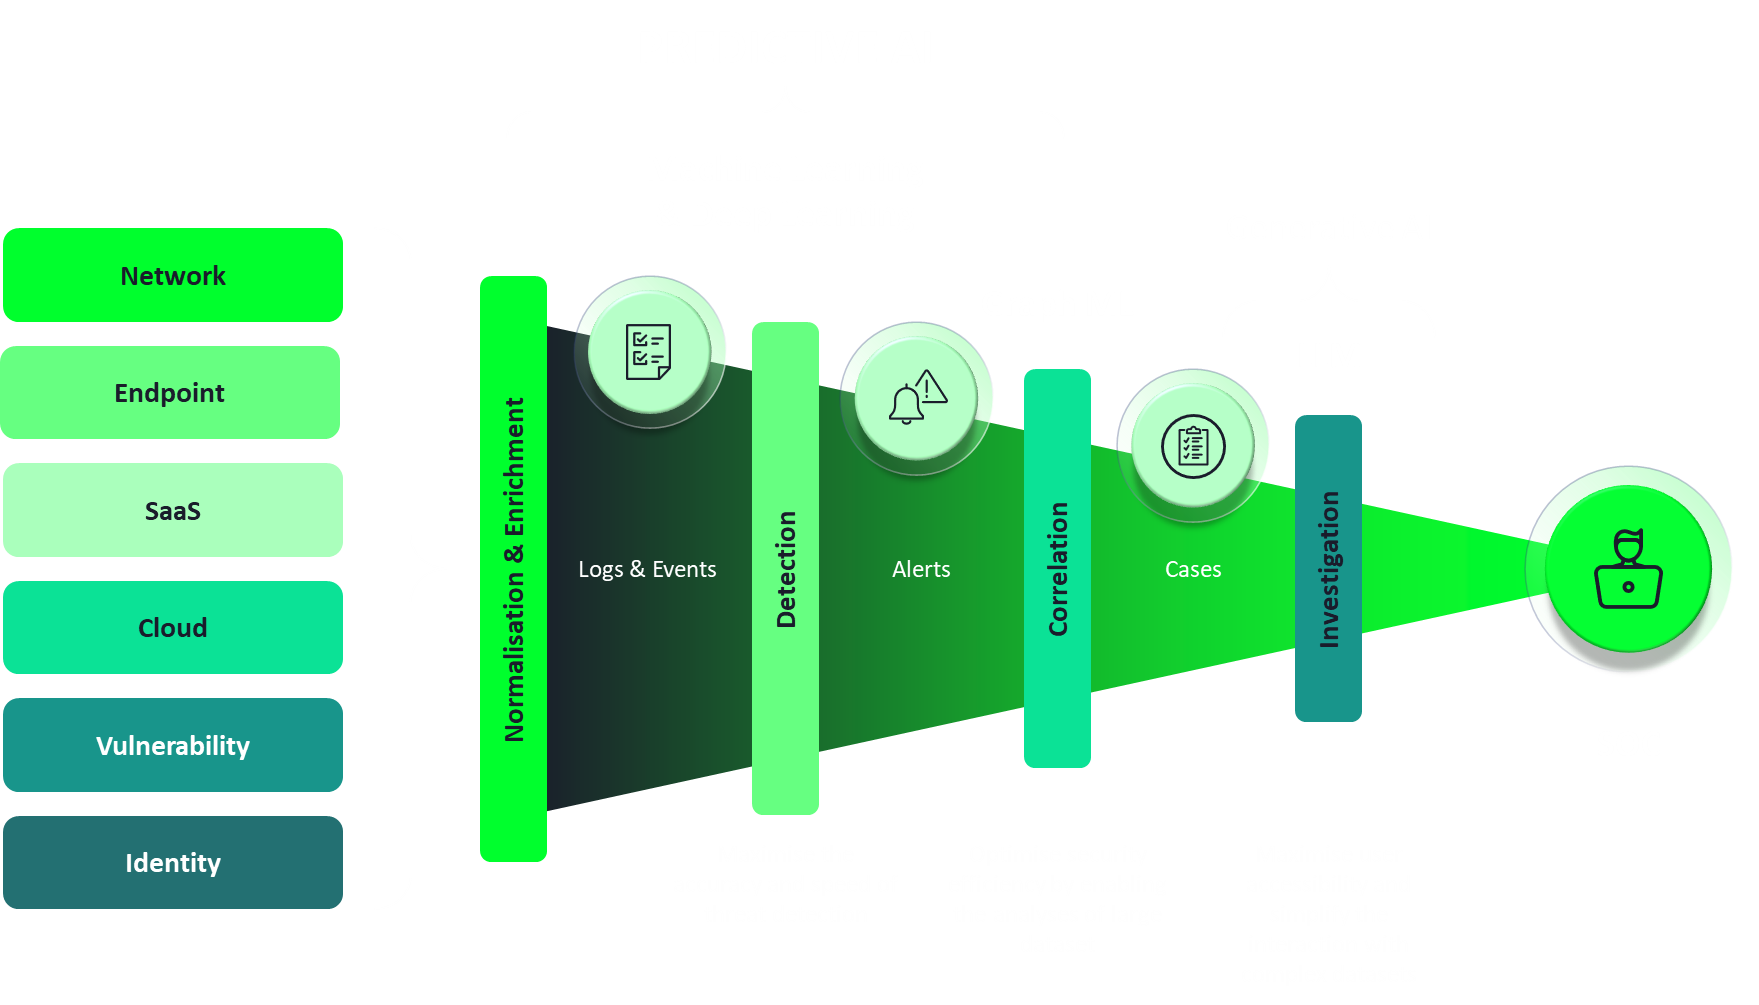 Network
Endpoint
SaaS
Cloud
Vulnerability
Identity
Normalisation & Enrichment
Logs & Events
Detection
Alerts
Correlation
Cases
Investigation